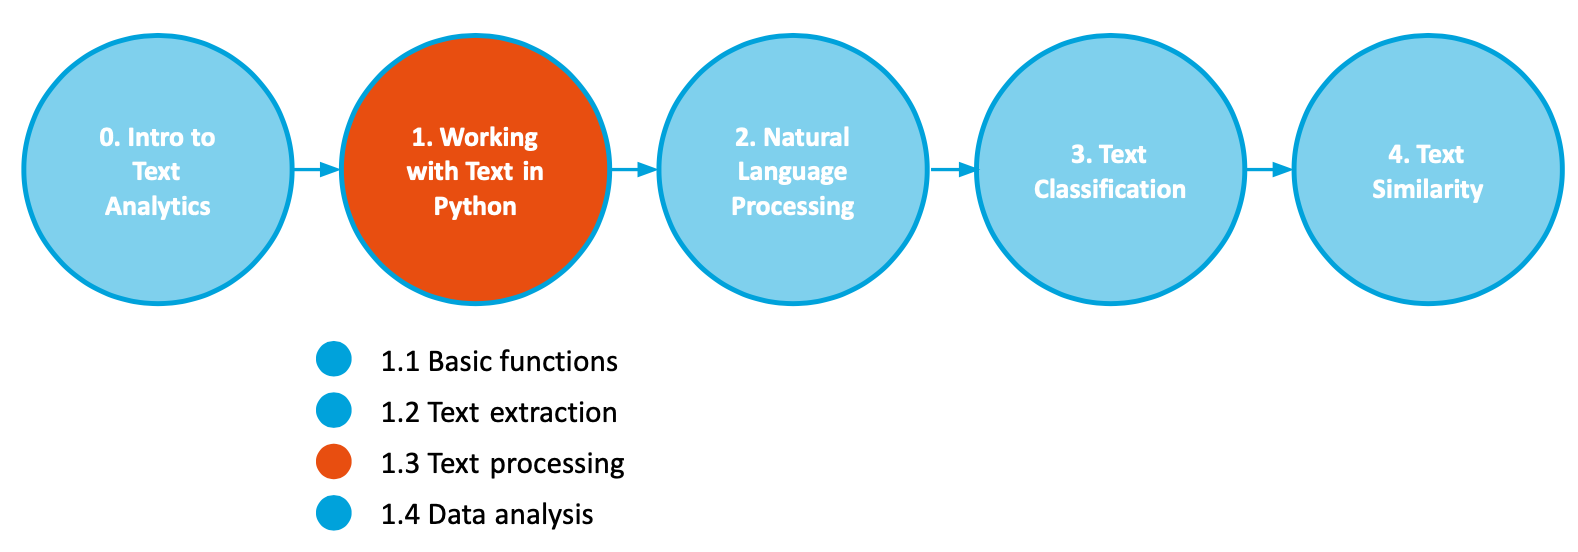 0. Intro to
Text
Analytics
1. Working
with Text in
Python
2. Natural
Language
Processing
3. Text
Classification
4. Text
Similarity
1.1 Basic functions
1.2 Text extraction
1.3 Text processing
1.4 Data analysis